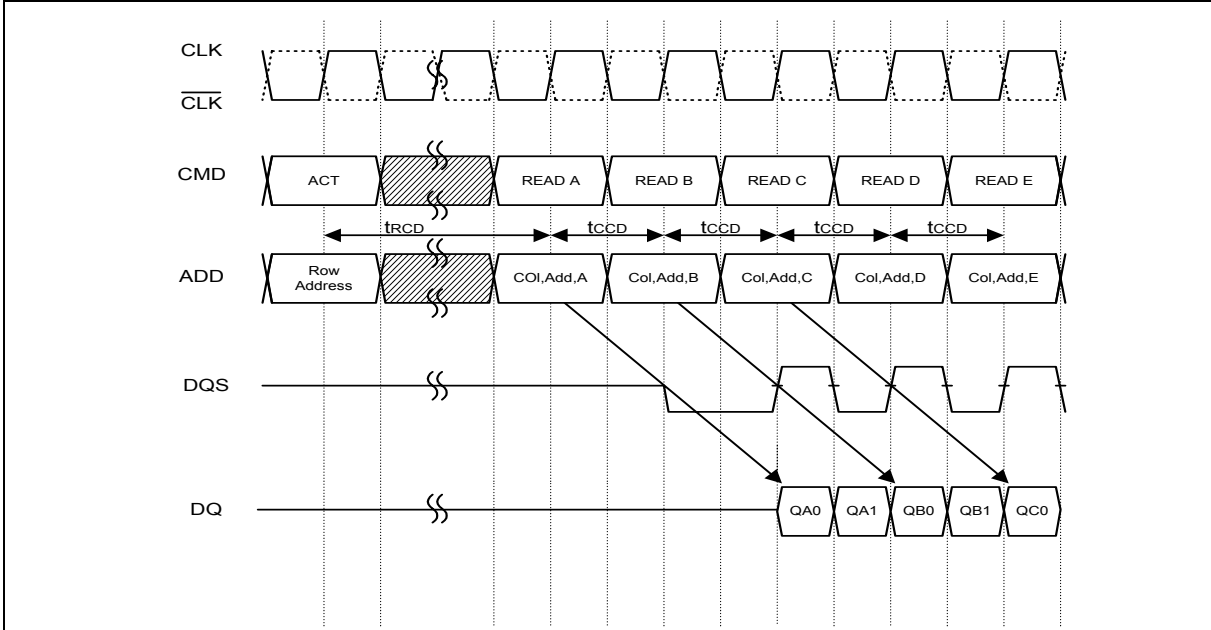 CLK
CLK
CMD
ACT
READ A
READ B
READ C
READ D
READ E
tRCD
tCCD
tCCD
tCCD
tCCD
ADD
Row
Address
COl,Add,A
Col,Add,B
Col,Add,C
Col,Add,D
Col,Add,E
DQS
DQ
QA0
QA1
QB0
QB1
QC0